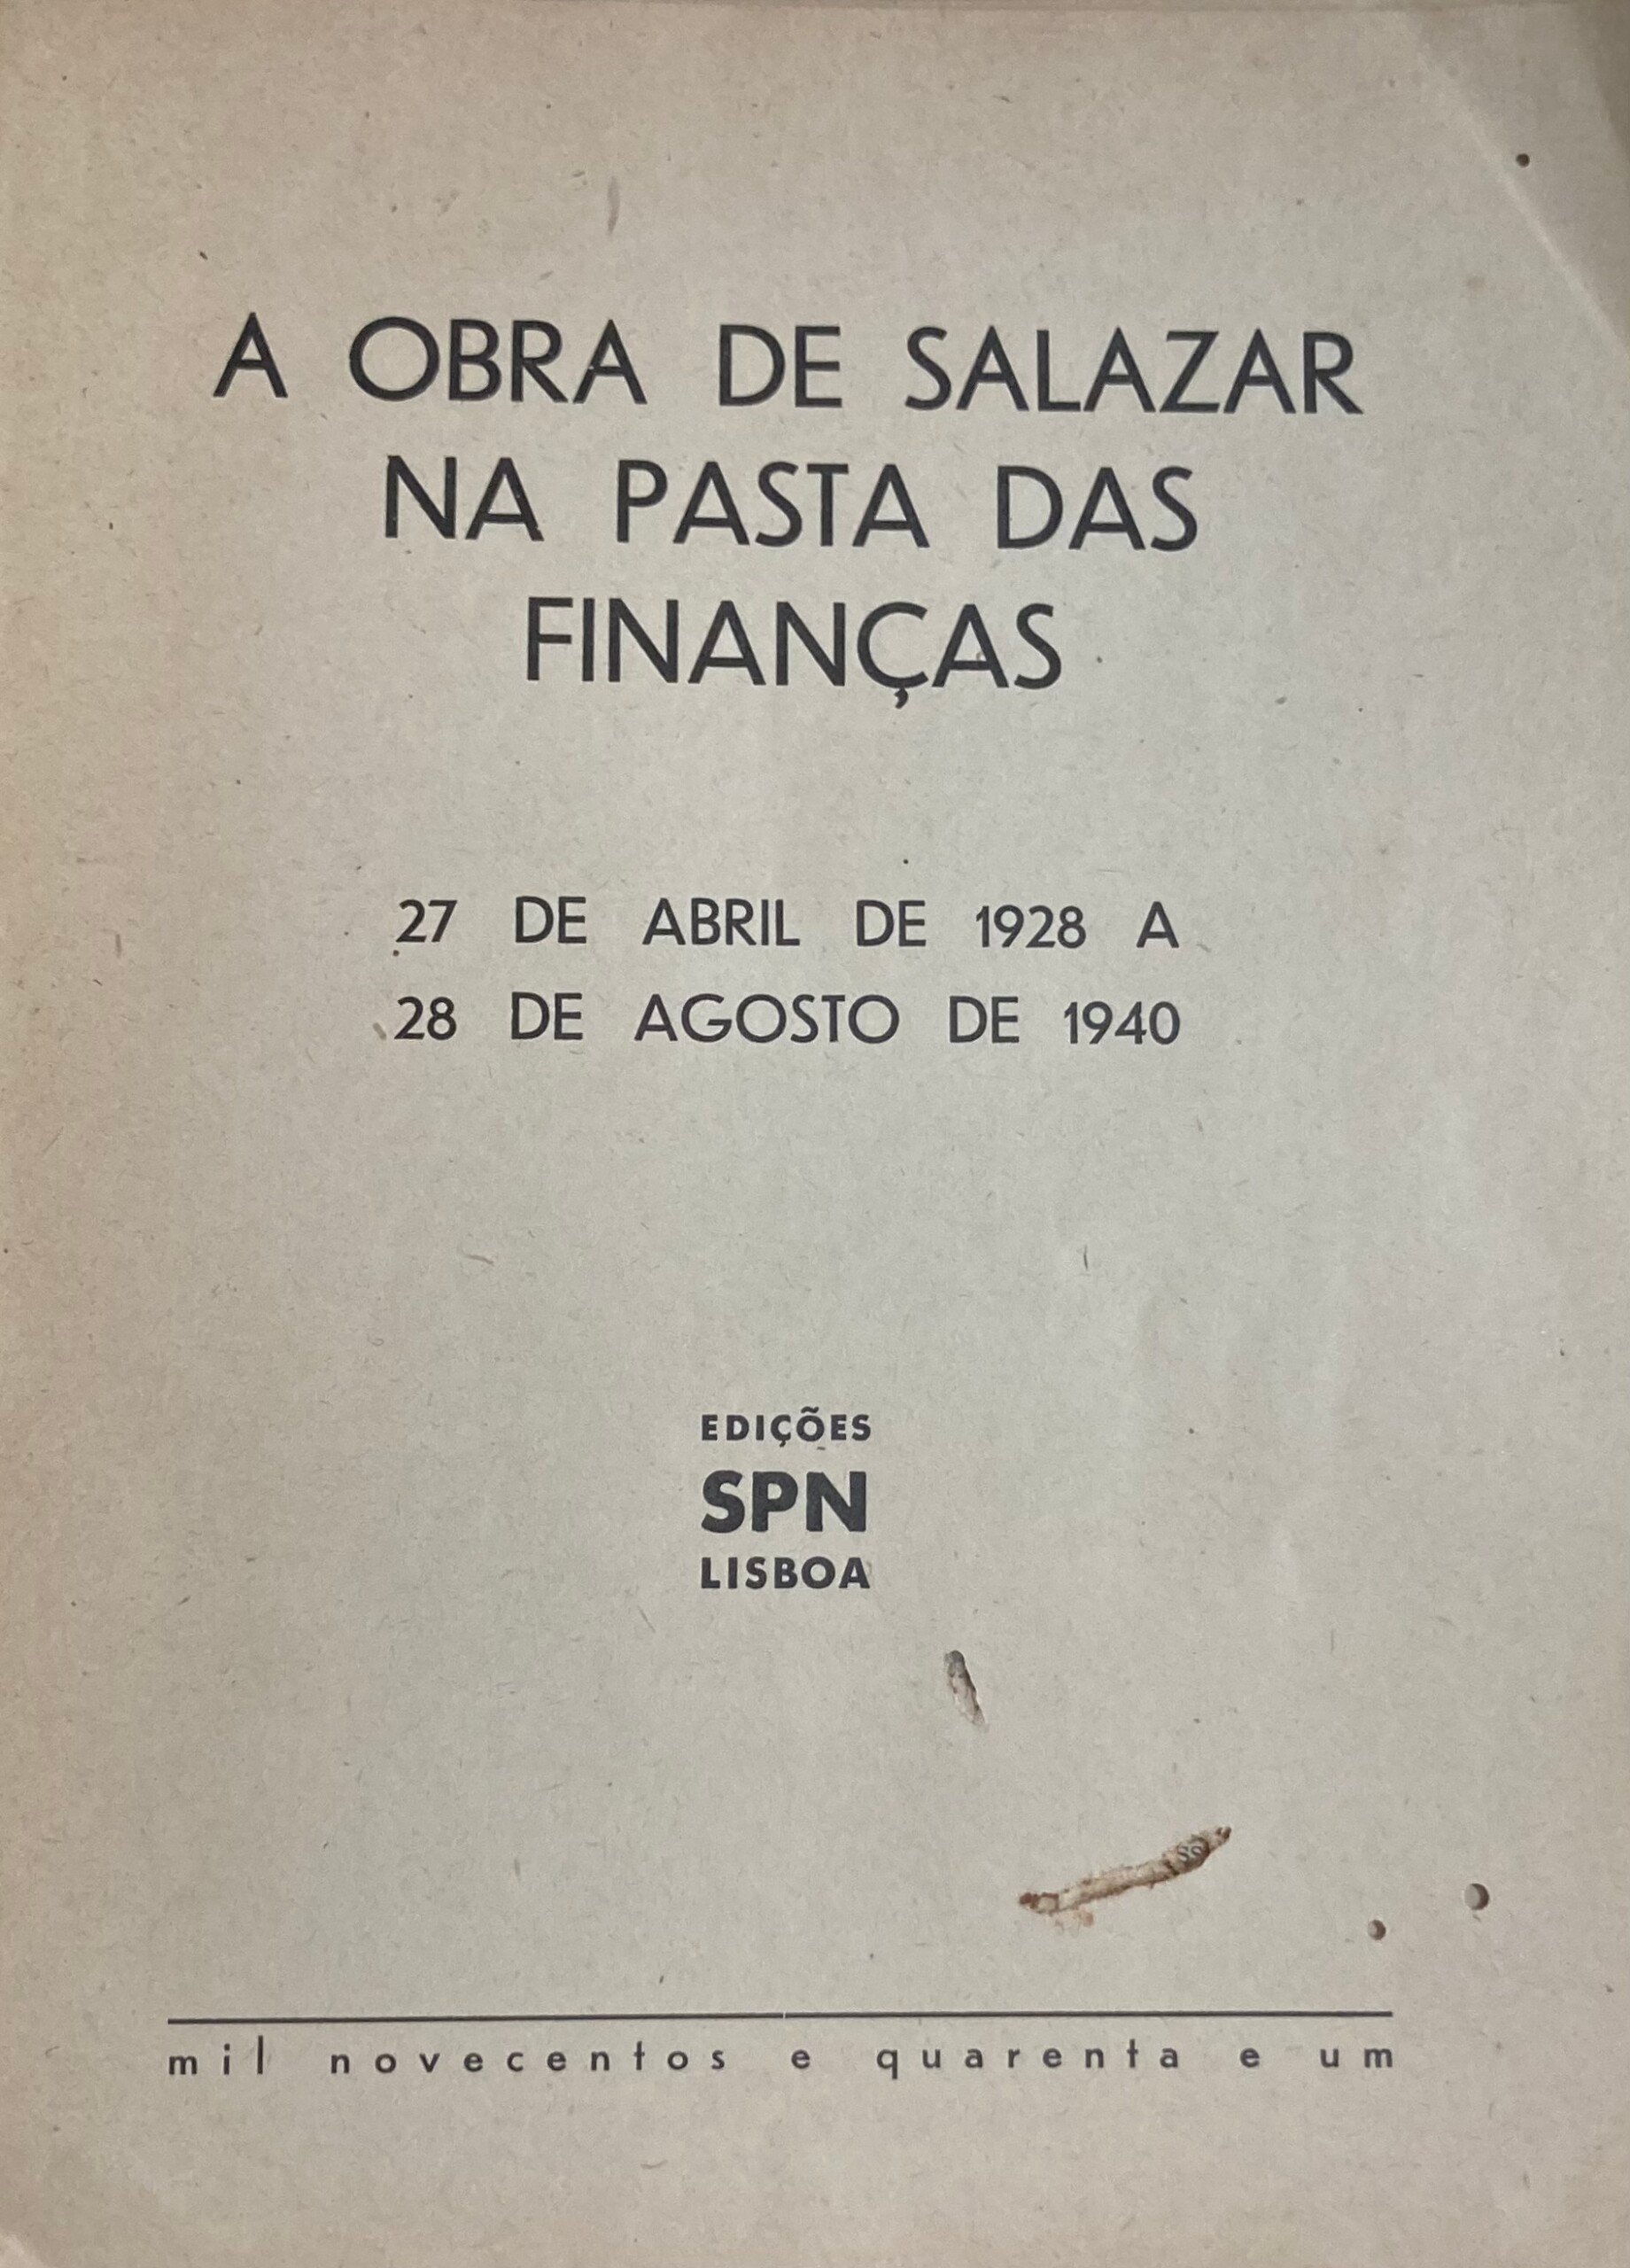 A OBRA DE SALAZAR
NA PASTA DAS
FINANÇAS
27 DE ABRIL DE 1928 A
28 DE AGOSTO DE 1940
EDIÇÕES
SPN
LISBOA
mil novecentos e quarenta e um